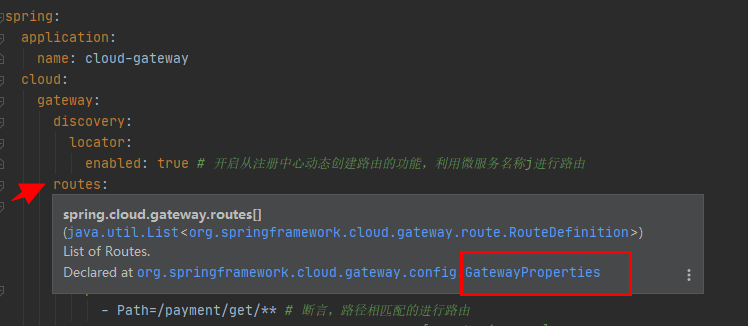 spring:
application:
name: cloud-gateway
cloud:
gateway:
discovery:
locator:
enabled: true # 开启从注册中心动态创建路由的功能，利用微服务名称j进行路由
routes:
spring.cloud.gateway.routes[]
(java.util.List<org.springframework.cloud.gateway.route.RouteDefinition>)
List of Routes.
Declared at org.springframework.cloud.gateway.config.GatewayProperties
- Path=/payment/get/** # 断言，路径相匹配的进行路由